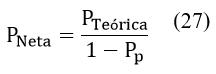 P_Neta = P_Teórica / (1 − P_p) (27)